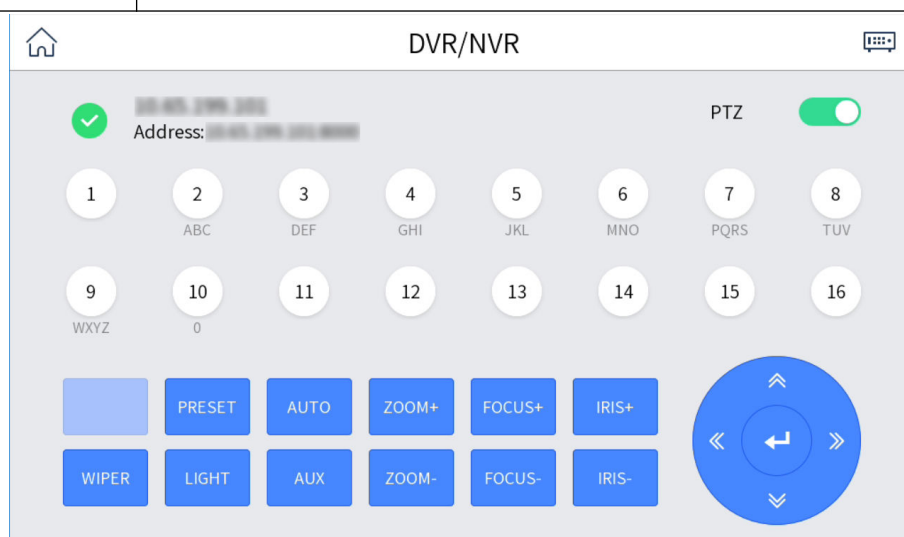 DVR/NVR
PTZ
Address:
1 2 3 4 5 6 7 8
ABC DEF GHI JKL MNO PQRS TUV
9 10 11 12 13 14 15 16
WXYZ 0
PRESET AUTO ZOOM+ FOCUS+ IRIS+
WIPER LIGHT AUX ZOOM- FOCUS- IRIS-